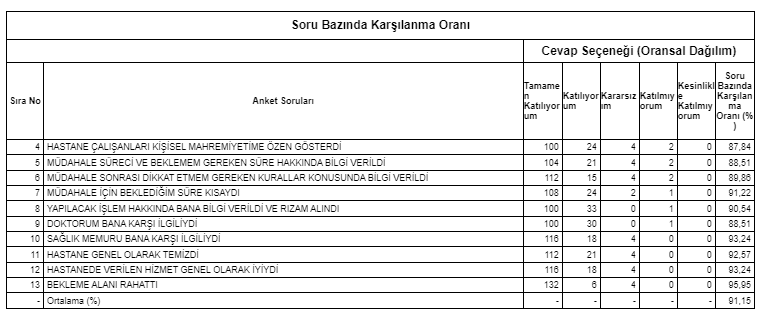 Soru Bazında Karşılanma Oranı
Cevap Seçeneği (Oransal Dağılım)
Sıra No Anket Soruları Tamamen Katılıyorum Katılıyorum Kararsızım Katılmıyorum Kesinlikle Katılmıyorum Soru Bazında Karşılanma Oranı (%)
4 HASTANE ÇALIŞANLARI KİŞİSEL MAHREMİYETİME ÖZEN GÖSTERDİ 100 24 4 2 0 87,84
5 MÜDAHALE SÜRECİ VE BEKLEMEM GEREKEN SÜRE HAKKINDA BİLGİ VERİLDİ 104 21 4 2 0 88,51
6 MÜDAHALE SONRASI DİKKAT ETMEM GEREKEN KURALLAR KONUSUNDA BİLGİ VERİLDİ 112 15 4 2 0 89,86
7 MÜDAHALE İÇİN BEKLEDİĞİM SÜRE KISAYDI 108 24 2 1 0 91,22
8 YAPILACAK İŞLEM HAKKINDA BANA BİLGİ VERİLDİ VE RIZAM ALINDI 100 33 0 1 0 90,54
9 DOKTORUM BANA KARŞI İLGİLİYDİ 100 30 0 1 0 88,51
10 SAĞLIK MEMURU BANA KARŞI İLGİLİYDİ 116 18 4 0 0 93,24
11 HASTANE GENEL OLARAK TEMİZDİ 112 21 4 0 0 92,57
12 HASTANEDE VERİLEN HİZMET GENEL OLARAK İYİYDİ 116 18 4 0 0 93,24
13 BEKLEME ALANI RAHATTI 132 6 4 0 0 95,95
- Ortalama (%) - - - - - 91,15